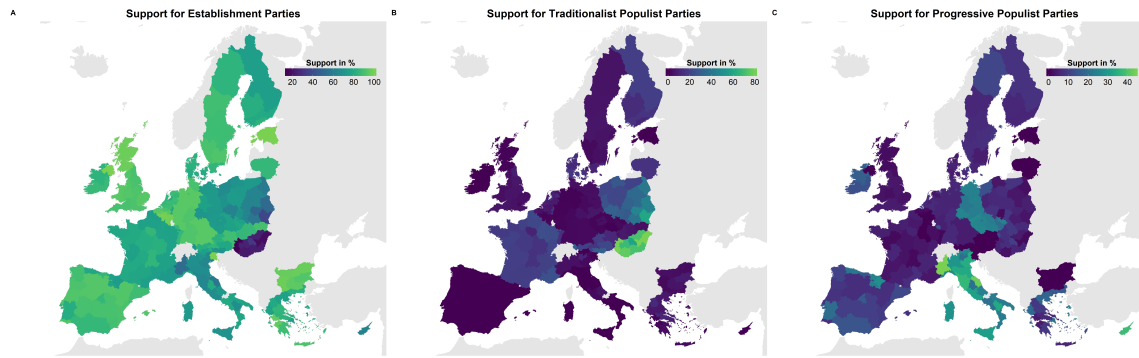 A
Support for Establishment Parties
Support in %
20 40 60 80 100
B
Support for Traditionalist Populist Parties
Support in %
0 20 40 60 80
C
Support for Progressive Populist Parties
Support in %
0 10 20 30 40